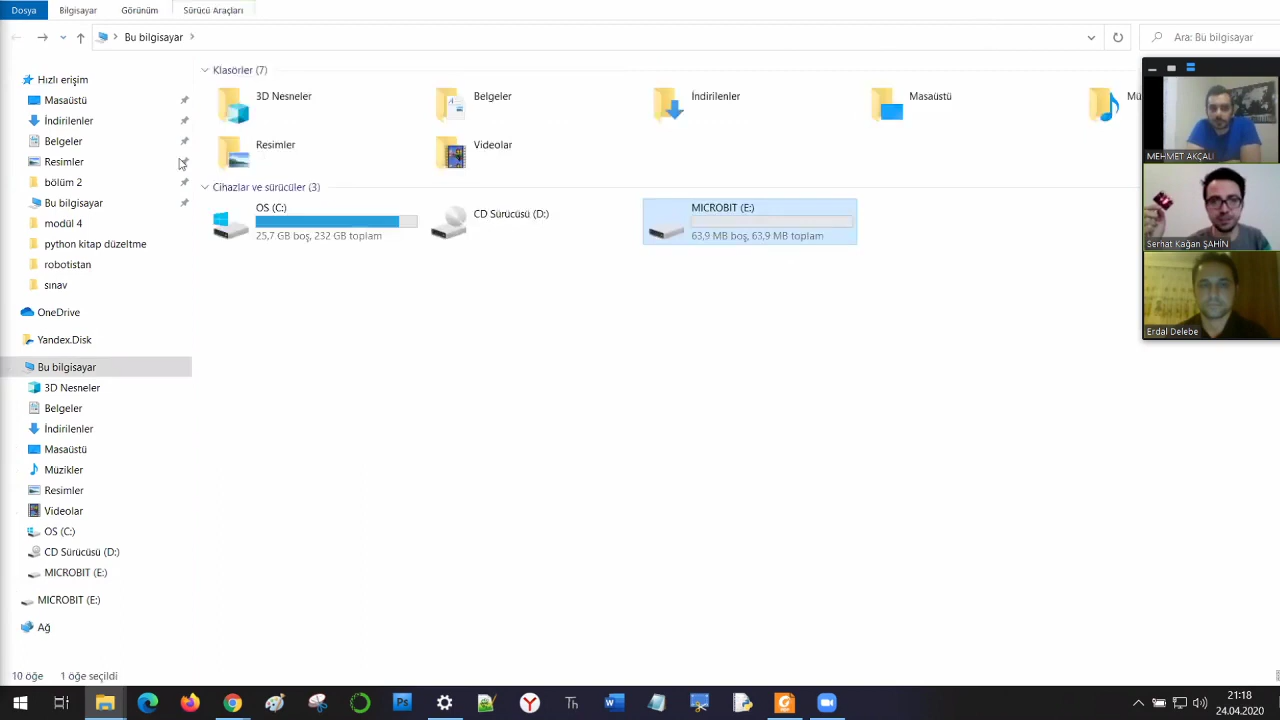 Dosya Bilgisayar Görünüm Sürücü Araçları
Bu bilgisayar
Ara: Bu bilgisayar
Hızlı erişim
Masaüstü
İndirilenler
Belgeler
Resimler
bölüm 2
Bu bilgisayar
modül 4
python kitap düzeltme
robotistan
sınav
OneDrive
Yandex.Disk
Bu bilgisayar
3D Nesneler
Belgeler
İndirilenler
Masaüstü
Müzikler
Resimler
Videolar
OS (C:)
CD Sürücüsü (D:)
MICROBIT (E:)
MICROBIT (E:)
Ağ
Klasörler (7)
3D Nesneler
Belgeler
İndirilenler
Masaüstü
Mü
Resimler
Videolar
Cihazlar ve sürücüler (3)
OS (C:)
25,7 GB boş, 232 GB toplam
CD Sürücüsü (D:)
MICROBIT (E:)
63,9 MB boş, 63,9 MB toplam
MEHMET AKÇALI
Serhat Kağan ŞAHİN
Erdal Delebe
10 öğe 1 öğe seçildi
Ps
Th
W
21:18
24.04.2020